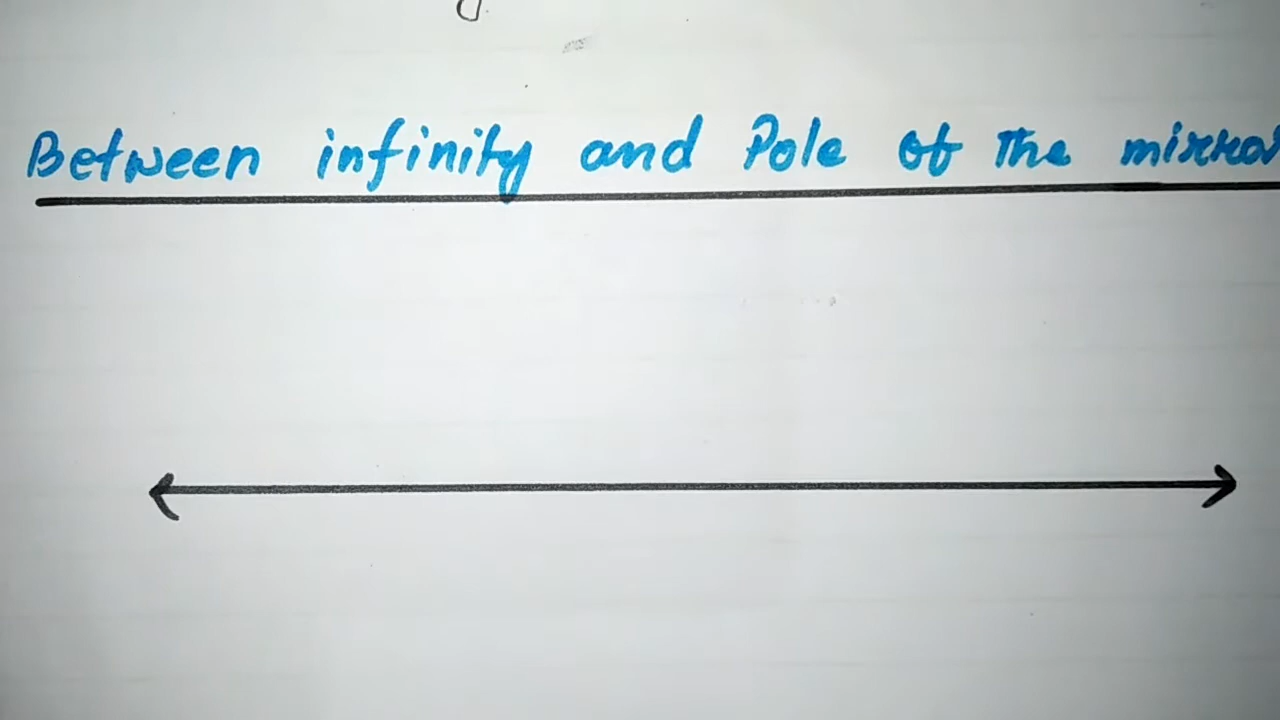 Between infinity and Pole of the mirror